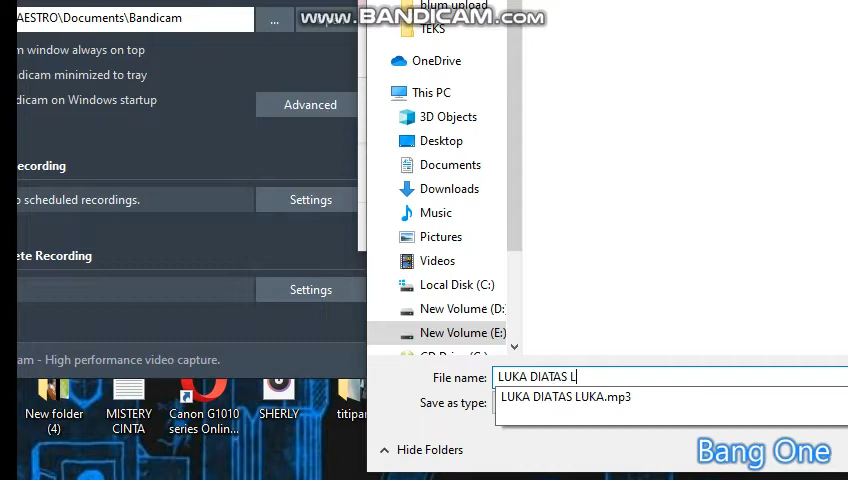 AESTRO\Documents\Bandicam
...
www.BANDICAM.com
m window always on top
ndicam minimized to tray
ndicam on Windows startup
Advanced
ecording
o scheduled recordings.
Settings
ete Recording
Settings
am - High performance video capture.
blum upload
TEKS
OneDrive
This PC
3D Objects
Desktop
Documents
Downloads
Music
Pictures
Videos
Local Disk (C:)
New Volume (D:)
New Volume (E:)
File name:
LUKA DIATAS L
LUKA DIATAS LUKA.mp3
Save as type:
Hide Folders
New folder
(4)
MISTERY
CINTA
Canon G1010
series Onlin...
SHERLY
titipar
Bang One